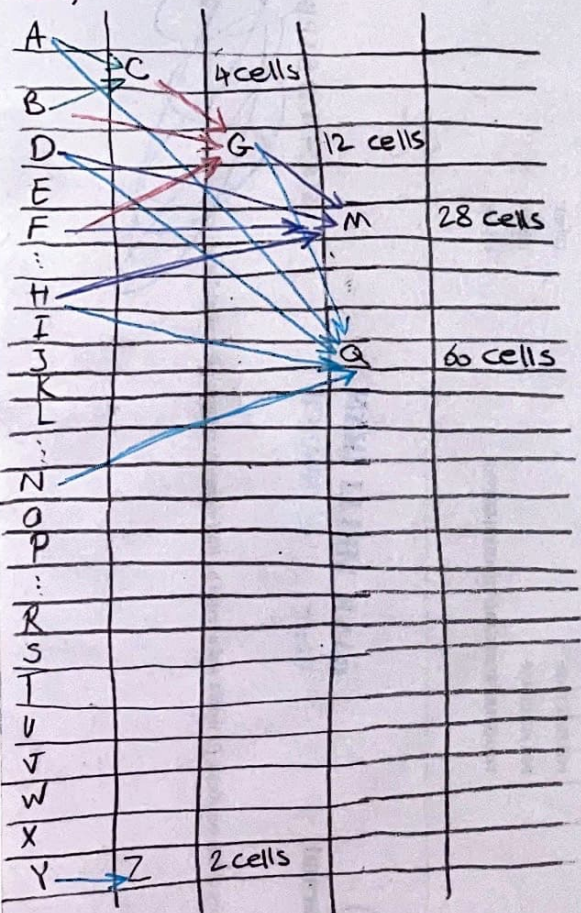 A
C 4 cells
B
D G 12 cells
E
F M 28 cells
⋮
H
I
J Q 60 cells
K
L
⋮
N
O
P
⋮
R
S
T
U
V
W
X
Y Z 2 cells